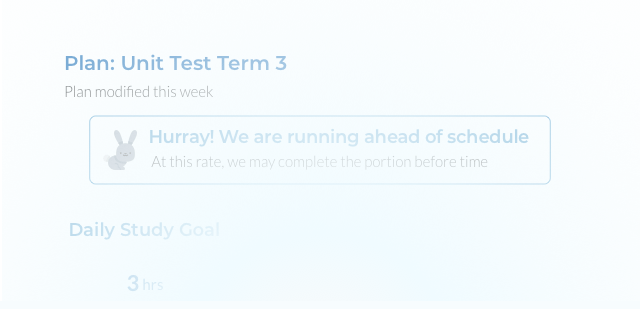 Plan: Unit Test Term 3
Plan modified this week
Hurray! We are running ahead of schedule
At this rate, we may complete the portion before time
Daily Study Goal
3 hrs